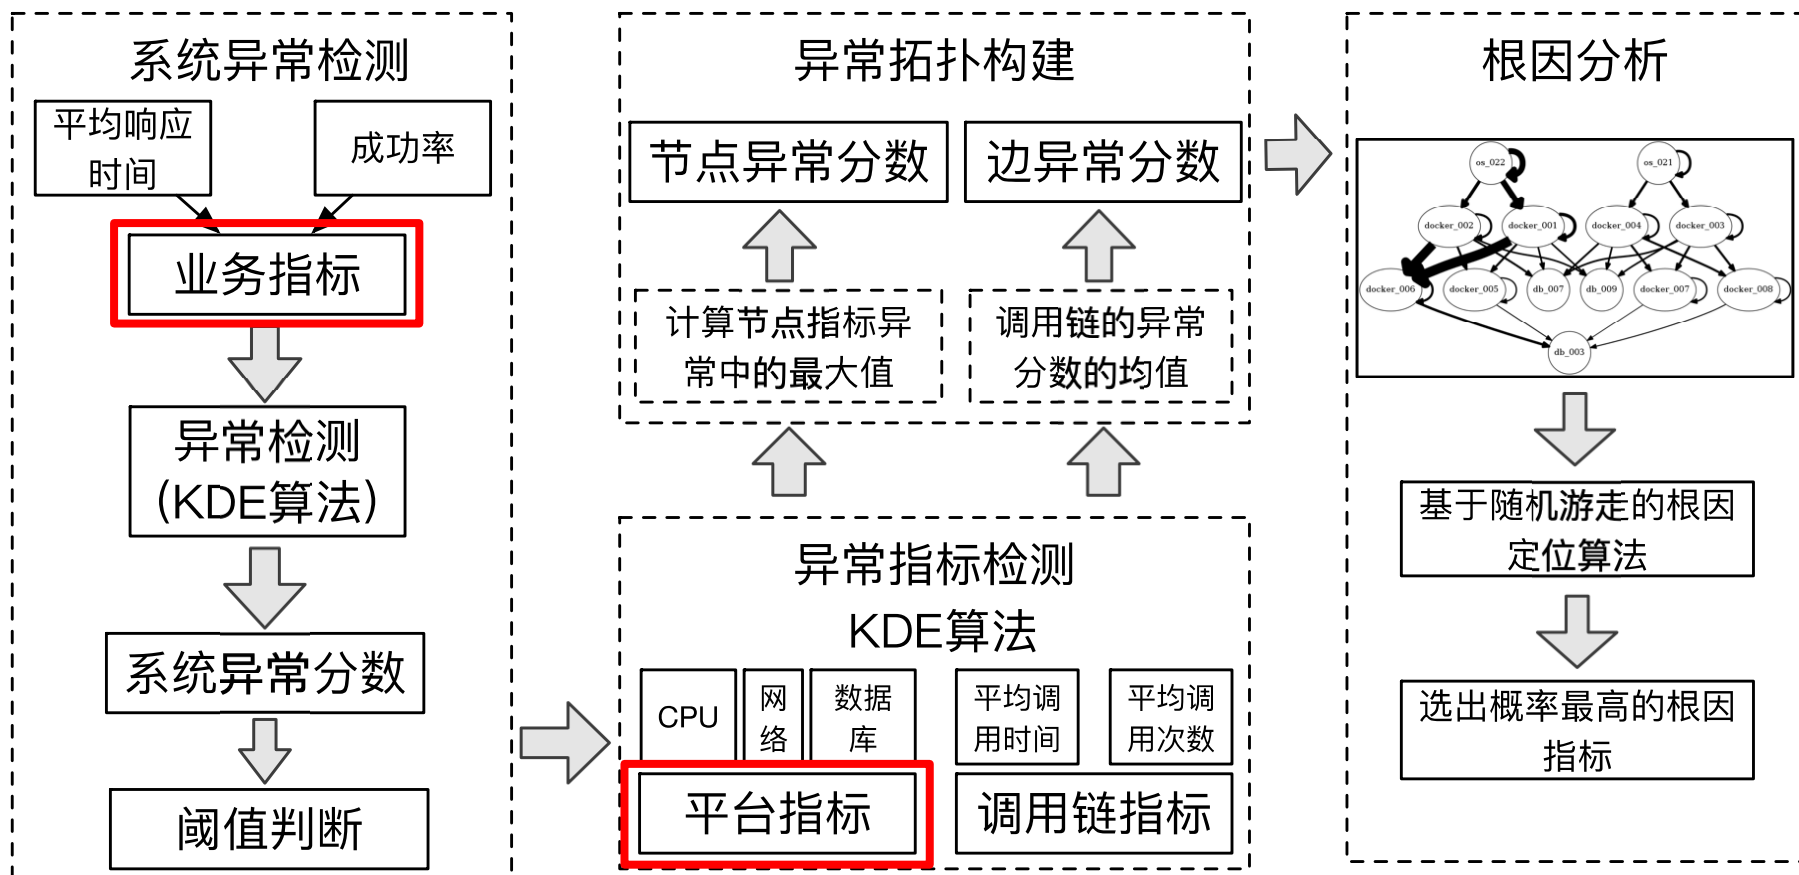 系统异常检测
平均响应
时间
成功率
业务指标
异常检测
(KDE算法)
系统异常分数
阈值判断
异常拓扑构建
节点异常分数
边异常分数
计算节点指标异
常中的最大值
调用链的异常
分数的均值
异常指标检测
KDE算法
CPU
网
络
数据
库
平均调
用时间
平均调
用次数
平台指标
调用链指标
根因分析
os_022
os_021
docker_002
docker_001
docker_004
docker_003
docker_006
docker_005
db_007
db_009
docker_007
docker_008
db_003
基于随机游走的根因
定位算法
选出概率最高的根因
指标